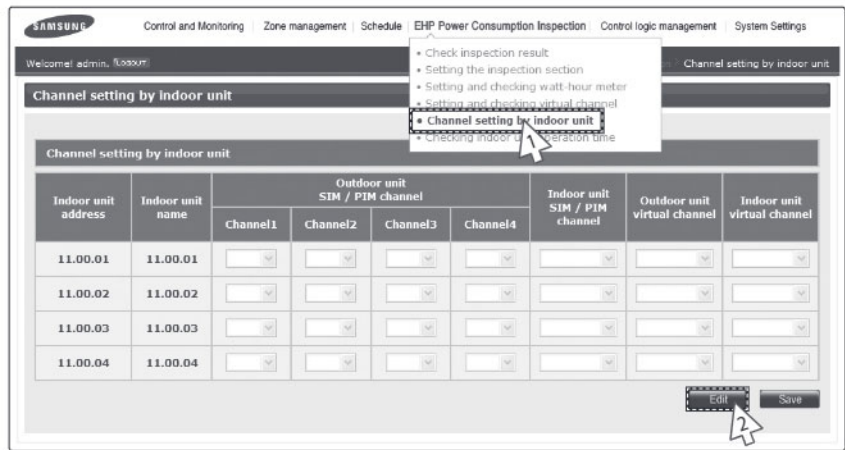 SAMSUNG
Control and Monitoring Zone management Schedule EHP Power Consumption Inspection Control logic management System Settings
Welcome! admin. Logout
Channel setting by indoor unit
• Check inspection result
• Setting the inspection section
• Setting and checking watt-hour meter
• Setting and checking virtual channel
• Channel setting by indoor unit
• Checking indoor operation time
1
Channel setting by indoor unit
Channel setting by indoor unit
Indoor unit address
Indoor unit name
Outdoor unit SIM / PIM channel
Channel1 Channel2 Channel3 Channel4
Indoor unit SIM / PIM channel
Outdoor unit virtual channel
Indoor unit virtual channel
11.00.01 11.00.01
11.00.02 11.00.02
11.00.03 11.00.03
11.00.04 11.00.04
Edit Save
2